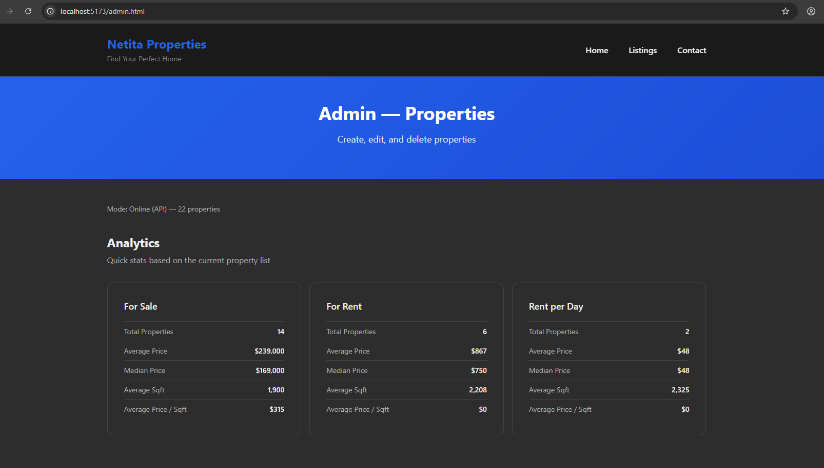 localhost:5173/admin.html
Netita Properties
Find Your Perfect Home
Home Listings Contact
Admin — Properties
Create, edit, and delete properties
Mode: Online (API) — 22 properties
Analytics
Quick stats based on the current property list
For Sale
Total Properties 14
Average Price $239,000
Median Price $169,000
Average Sqft 1,900
Average Price / Sqft $315
For Rent
Total Properties 6
Average Price $867
Median Price $750
Average Sqft 2,208
Average Price / Sqft $0
Rent per Day
Total Properties 2
Average Price $48
Median Price $48
Average Sqft 2,325
Average Price / Sqft $0